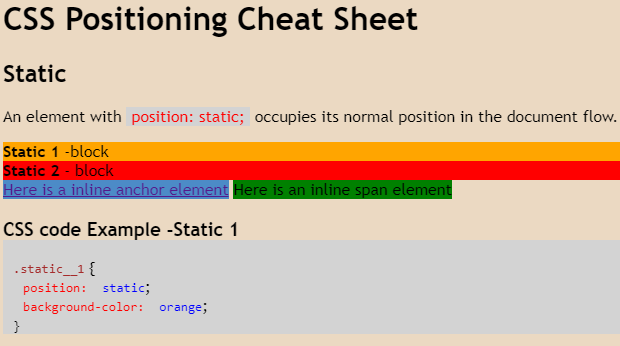 CSS Positioning Cheat Sheet
Static
An element with position: static; occupies its normal position in the document flow.
Static 1 -block
Static 2 - block
Here is a inline anchor element Here is an inline span element
CSS code Example -Static 1
.static__1 {
position: static;
background-color: orange;
}